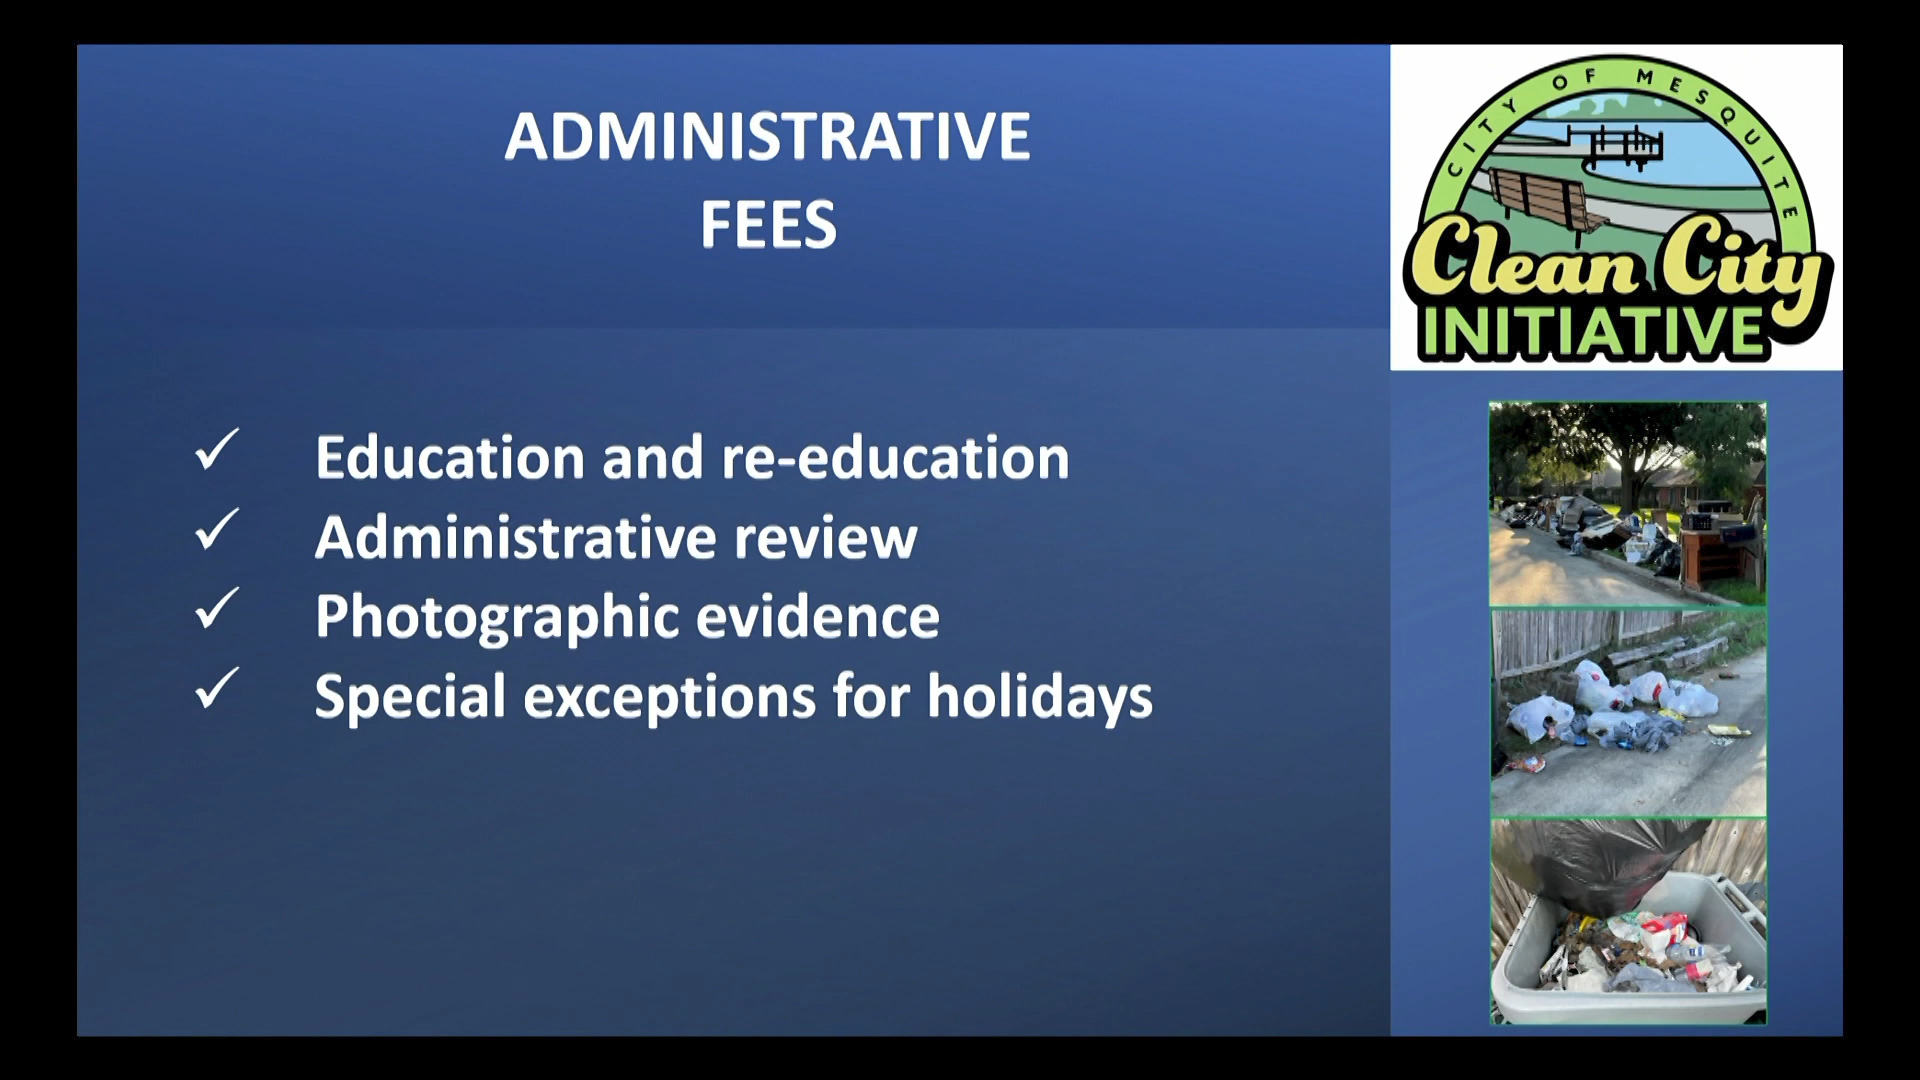 ADMINISTRATIVE
FEES
✓ Education and re-education
✓ Administrative review
✓ Photographic evidence
✓ Special exceptions for holidays
CITY OF MESQUITE
Clean City
INITIATIVE